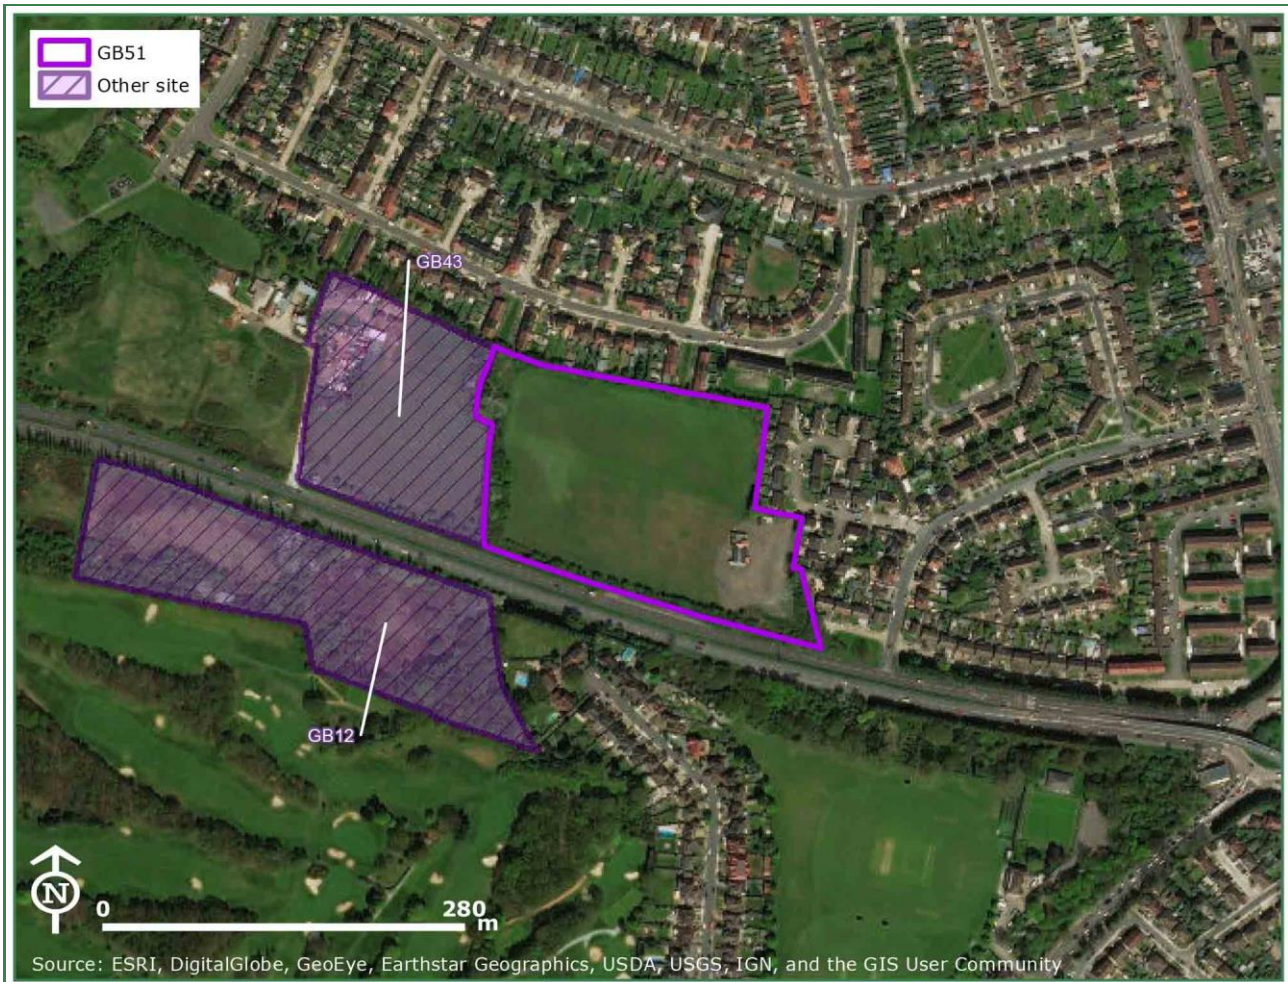 GB51
Other site
GB43
GB12
N
0 280 m
Source: ESRI, DigitalGlobe, GeoEye, Earthstar Geographics, USDA, USGS, IGN, and the GIS User Community